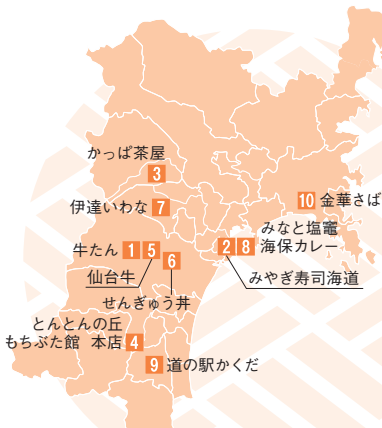 かっぱ茶屋
3
伊達いわな 7
10 金華さば
みなと塩竈
海保カレー
2 8
牛たん 1 5
仙台牛
6
せんぎゅう丼
みやぎ寿司海道
とんとんの丘
もちぶた館 本店 4
9 道の駅かくだ